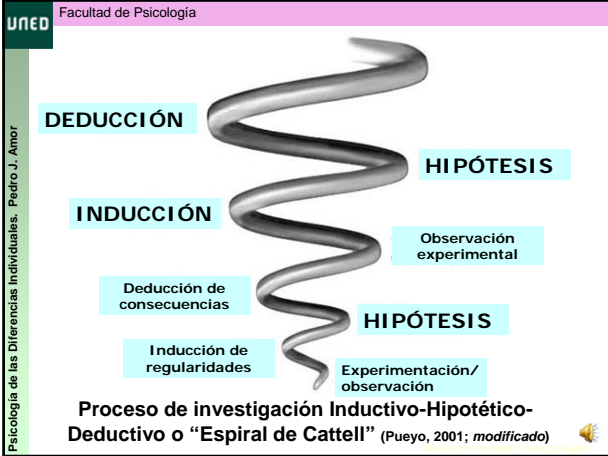 UNED
Facultad de Psicología
Psicología de las Diferencias Individuales. Pedro J. Amor
DEDUCCIÓN
HIPÓTESIS
INDUCCIÓN
Observación
experimental
Deducción de
consecuencias
HIPÓTESIS
Inducción de
regularidades
Experimentación/
observación
Proceso de investigación Inductivo-Hipotético-
Deductivo o “Espiral de Cattell” (Pueyo, 2001; modificado)